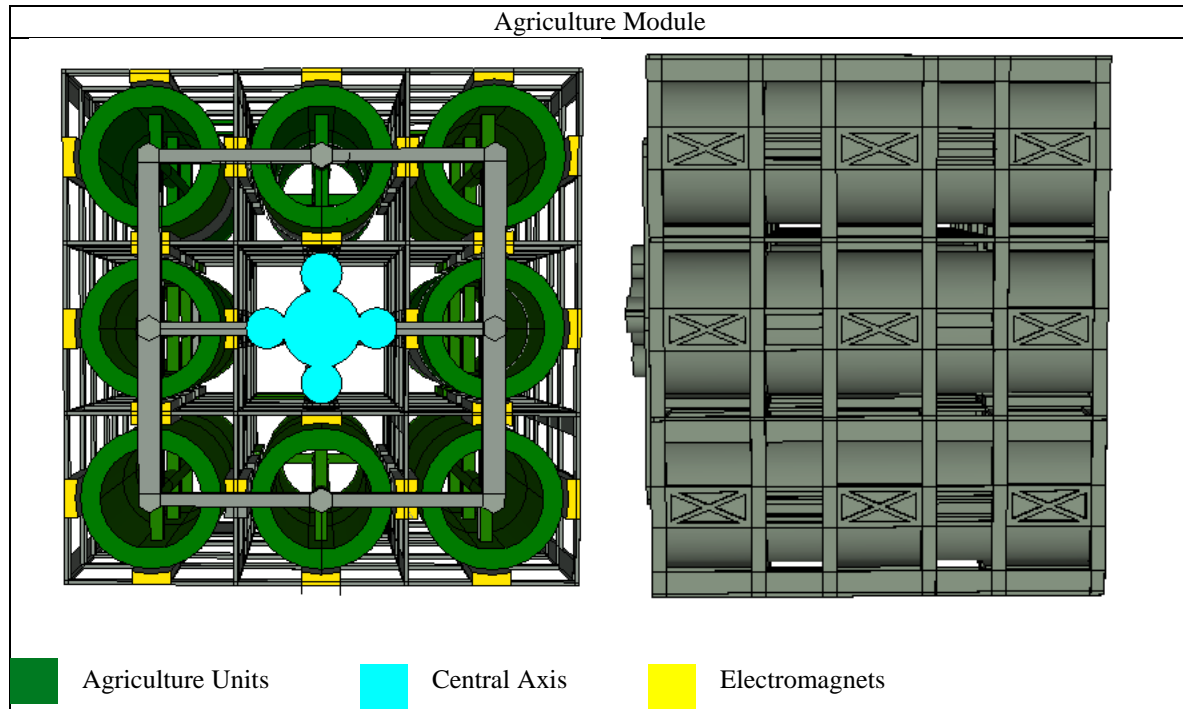 Agriculture Module
Agriculture Units
Central Axis
Electromagnets